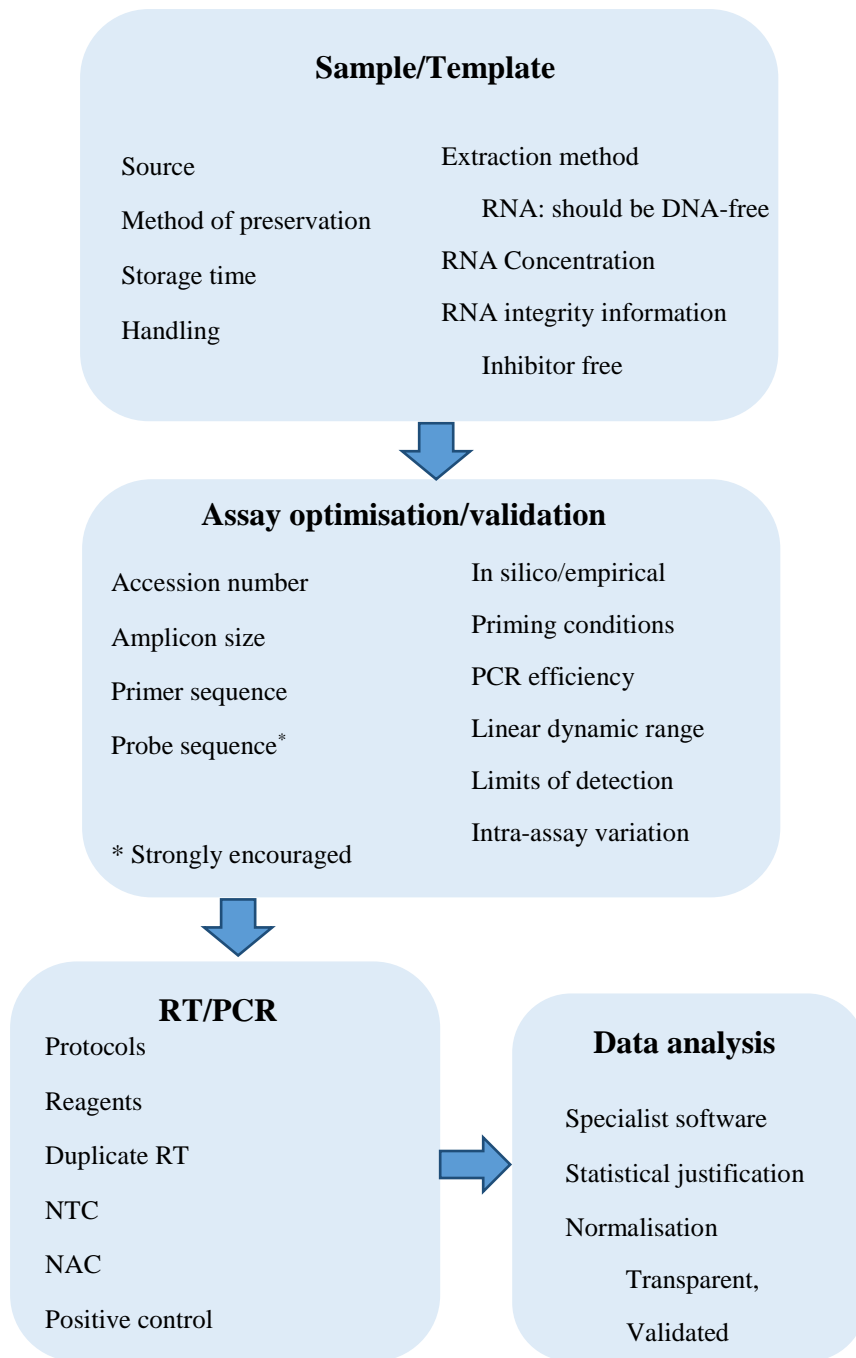 Sample/Template
Source
Method of preservation
Storage time
Handling
Extraction method
RNA: should be DNA-free
RNA Concentration
RNA integrity information
Inhibitor free
Assay optimisation/validation
Accession number
Amplicon size
Primer sequence
Probe sequence*
* Strongly encouraged
In silico/empirical
Priming conditions
PCR efficiency
Linear dynamic range
Limits of detection
Intra-assay variation
RT/PCR
Protocols
Reagents
Duplicate RT
NTC
NAC
Positive control
Data analysis
Specialist software
Statistical justification
Normalisation
Transparent,
Validated